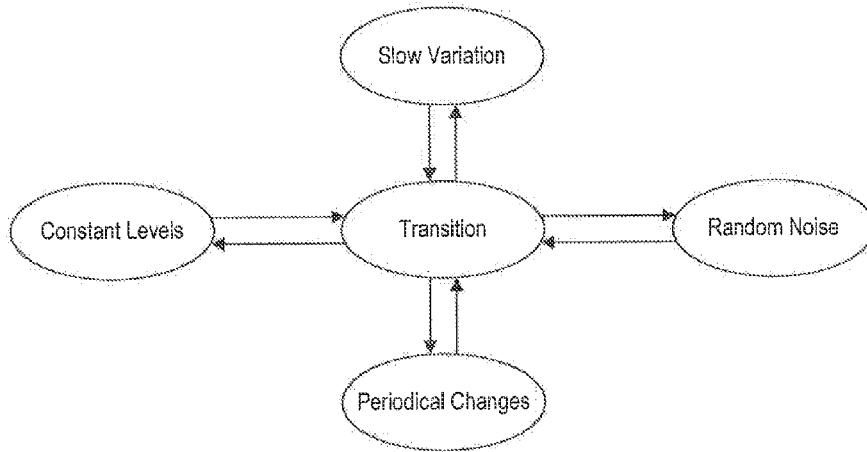 Slow Variation
Constant Levels
Transition
Random Noise
Periodical Changes